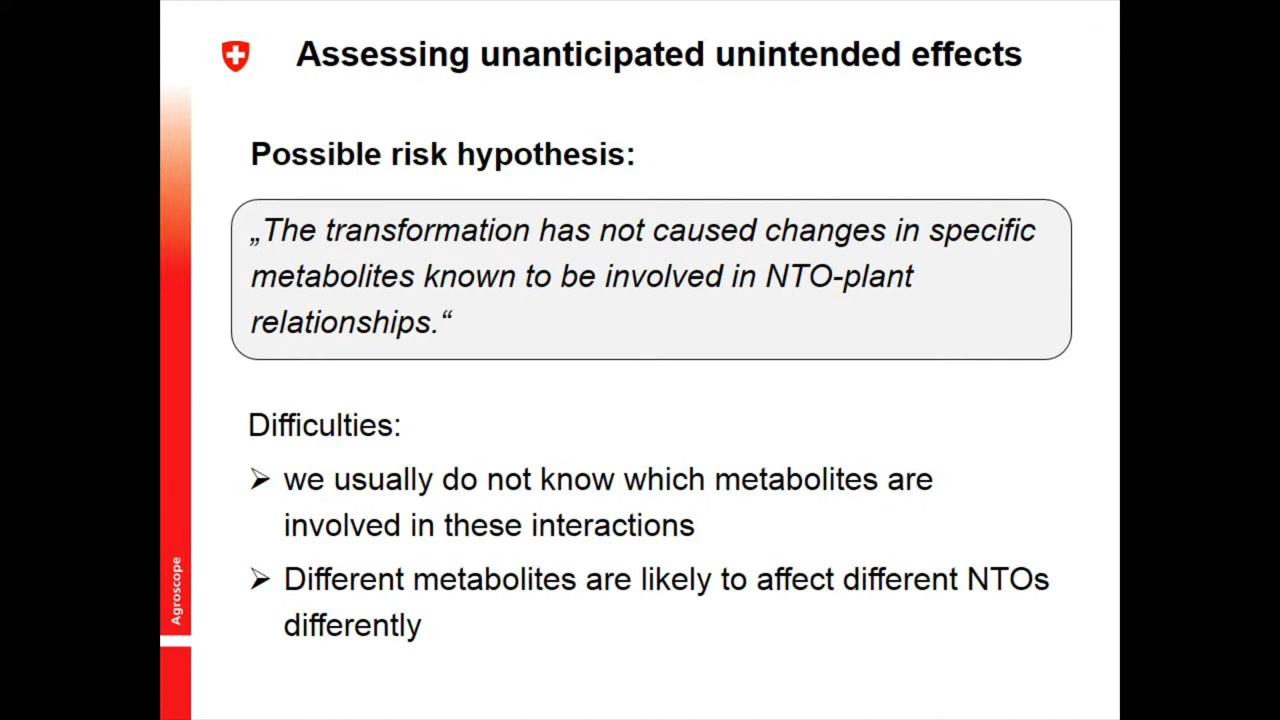 Assessing unanticipated unintended effects
Possible risk hypothesis:
„The transformation has not caused changes in specific
metabolites known to be involved in NTO-plant
relationships.“
Difficulties:
➢ we usually do not know which metabolites are
involved in these interactions
➢ Different metabolites are likely to affect different NTOs
differently
Agroscope